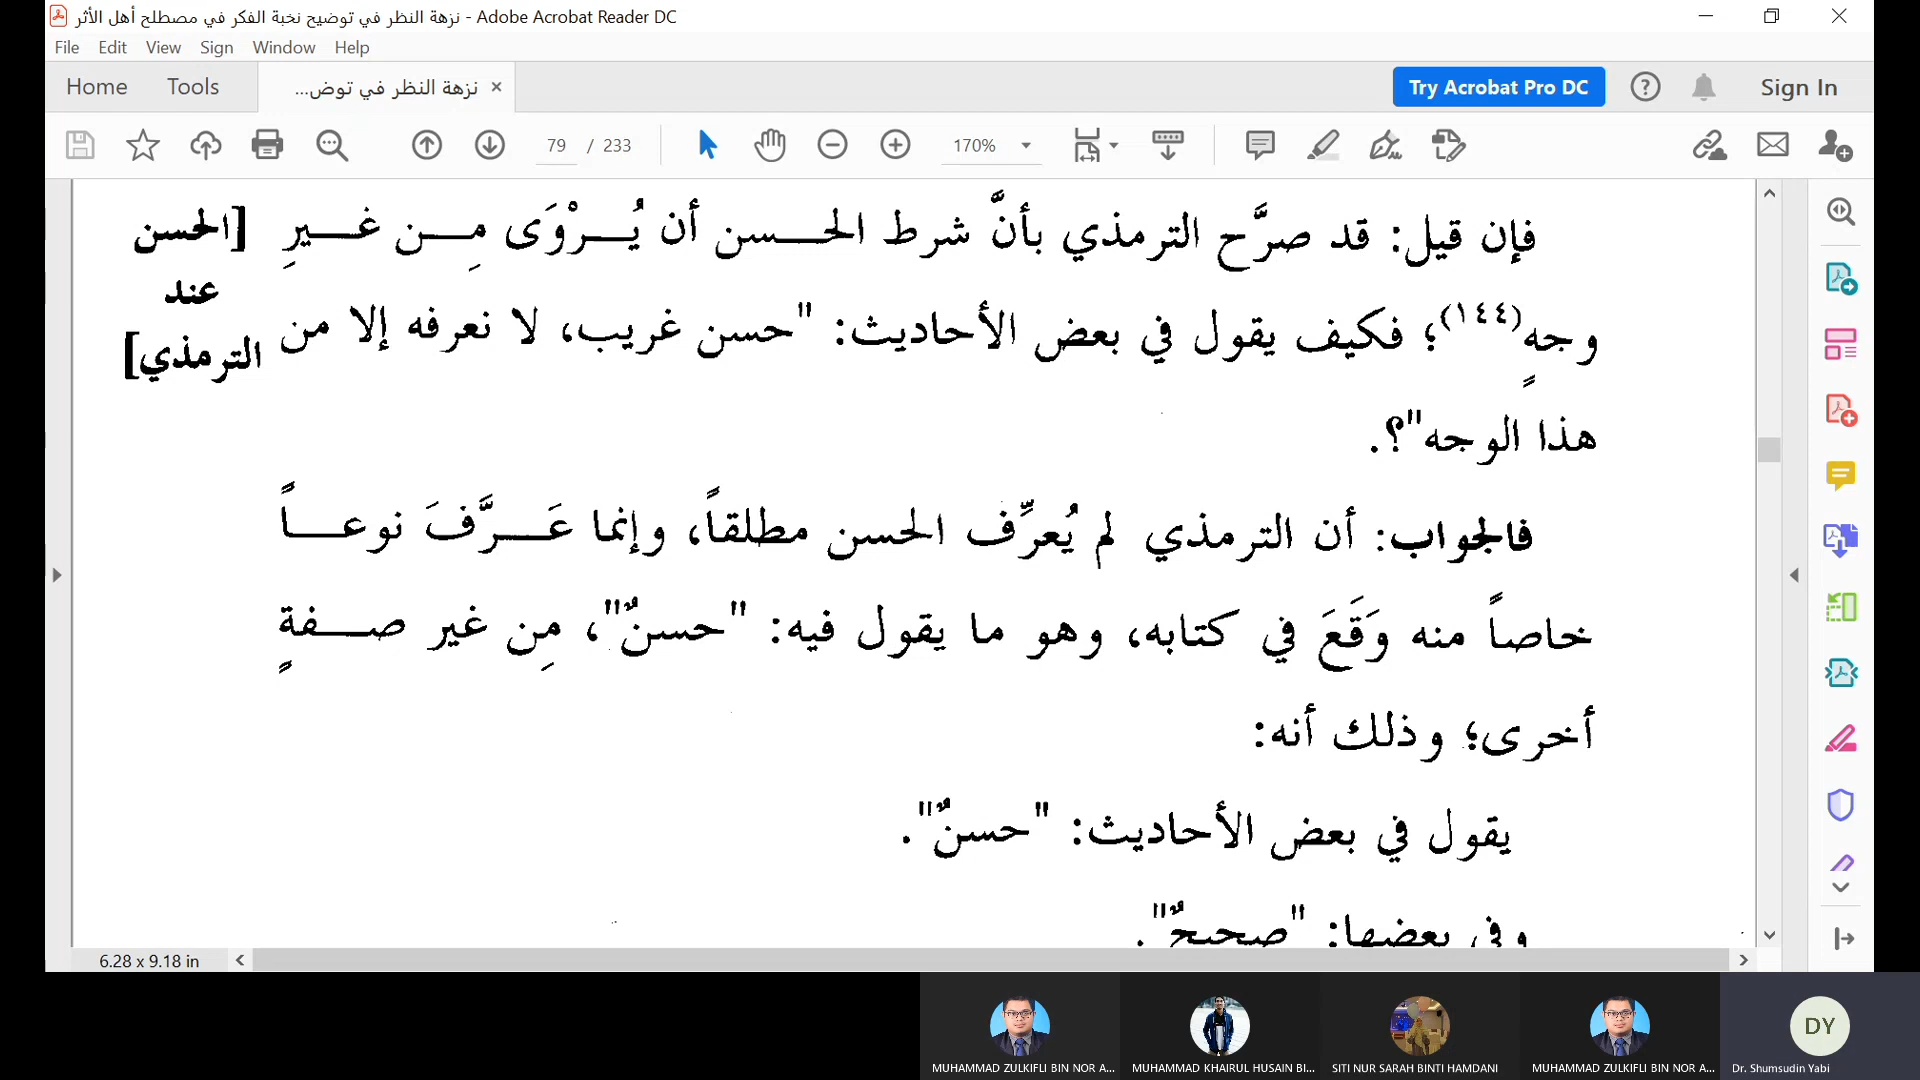 نزهة النظر في توضيح نخبة الفكر في مصطلح أهل الأثر - Adobe Acrobat Reader DC
File Edit View Sign Window Help
Home Tools نزهة النظر في توض... × Try Acrobat Pro DC Sign In
79 / 233 170%
فإن قيل: قد صرَّح الترمذي بأنَّ شرط الحسن أن يُرْوَى مِن غيرِ
وجهٍ(١٤٤)؛ فكيف يقول في بعض الأحاديث: "حسن غريب، لا نعرفه إلا من
هذا الوجه"؟.
[الحسن
عند
الترمذي]
فالجواب: أن الترمذي لم يُعرِّف الحسن مطلقاً، وإنما عَرَّفَ نوعاً
خاصاً منه وَقَعَ في كتابه، وهو ما يقول فيه: "حسنٌ"، مِن غير صفةٍ
أخرى؛ وذلك أنه:
يقول في بعض الأحاديث: "حسنٌ".
وفي بعضها: "صحيحٌ".
6.28 x 9.18 in
DY
MUHAMMAD ZULKIFLI BIN NOR A... MUHAMMAD KHAIRUL HUSAIN BI... SITI NUR SARAH BINTI HAMDANI MUHAMMAD ZULKIFLI BIN NOR A... Dr. Shumsudin Yabi